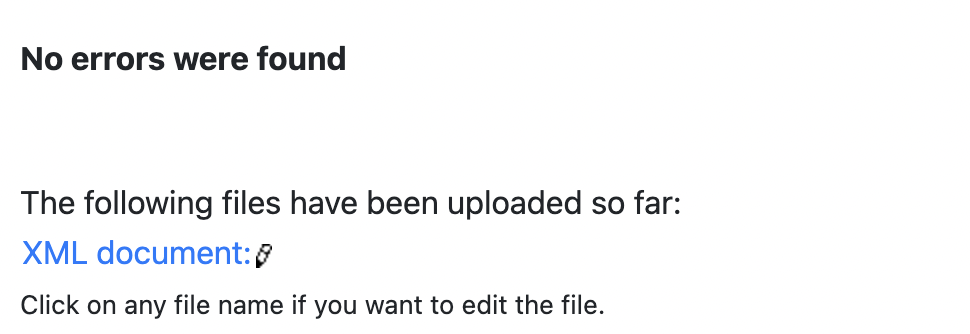 No errors were found
The following files have been uploaded so far:
XML document:
Click on any file name if you want to edit the file.